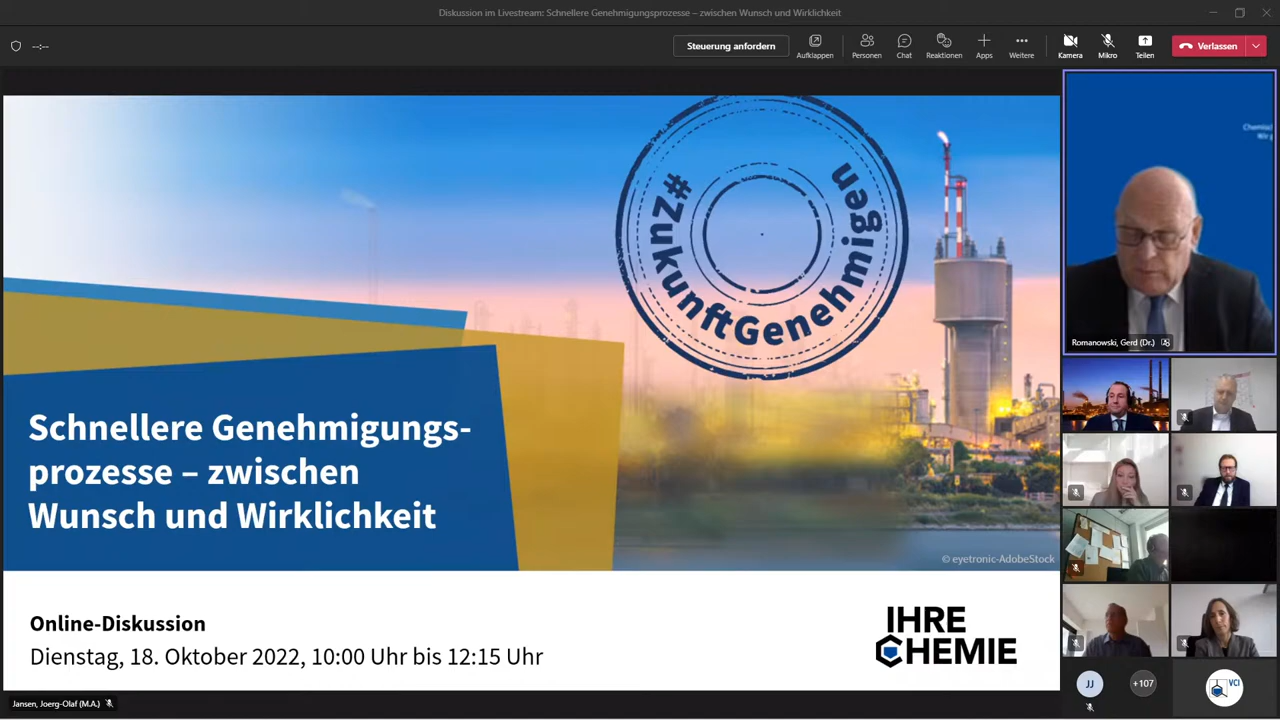 Diskussion im Livestream: Schnellere Genehmigungsprozesse – zwischen Wunsch und Wirklichkeit
--:--
Steuerung anfordern
Aufklappen
Personen
Chat
Reaktionen
Apps
Weitere
Kamera
Mikro
Teilen
Verlassen
#ZukunftGenehmigen
Schnellere Genehmigungs-
prozesse – zwischen
Wunsch und Wirklichkeit
© eyetronic-AdobeStock
Online-Diskussion
Dienstag, 18. Oktober 2022, 10:00 Uhr bis 12:15 Uhr
IHRE
CHEMIE
Jansen, Joerg-Olaf (M.A.)
Romanowski, Gerd (Dr.)
JJ
+107
VCI